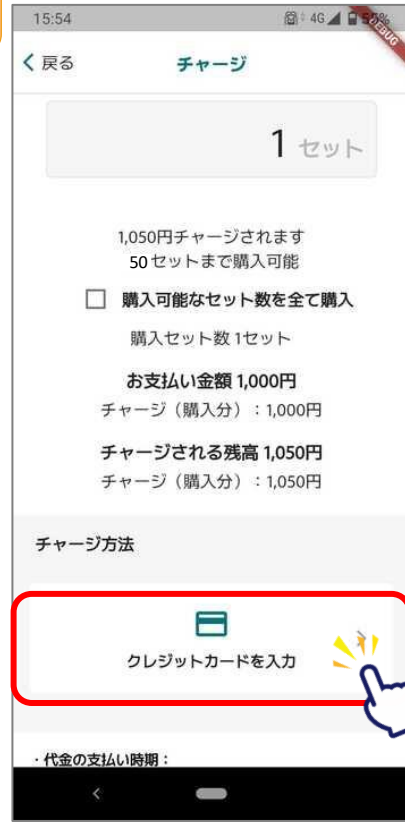 15:54
4G
DEBUG
戻る
チャージ
1 セット
1,050円チャージされます
50セットまで購入可能
購入可能なセット数を全て購入
購入セット数 1セット
お支払い金額 1,000円
チャージ（購入分）：1,000円
チャージされる残高 1,050円
チャージ（購入分）：1,050円
チャージ方法
クレジットカードを入力
・代金の支払い時期：